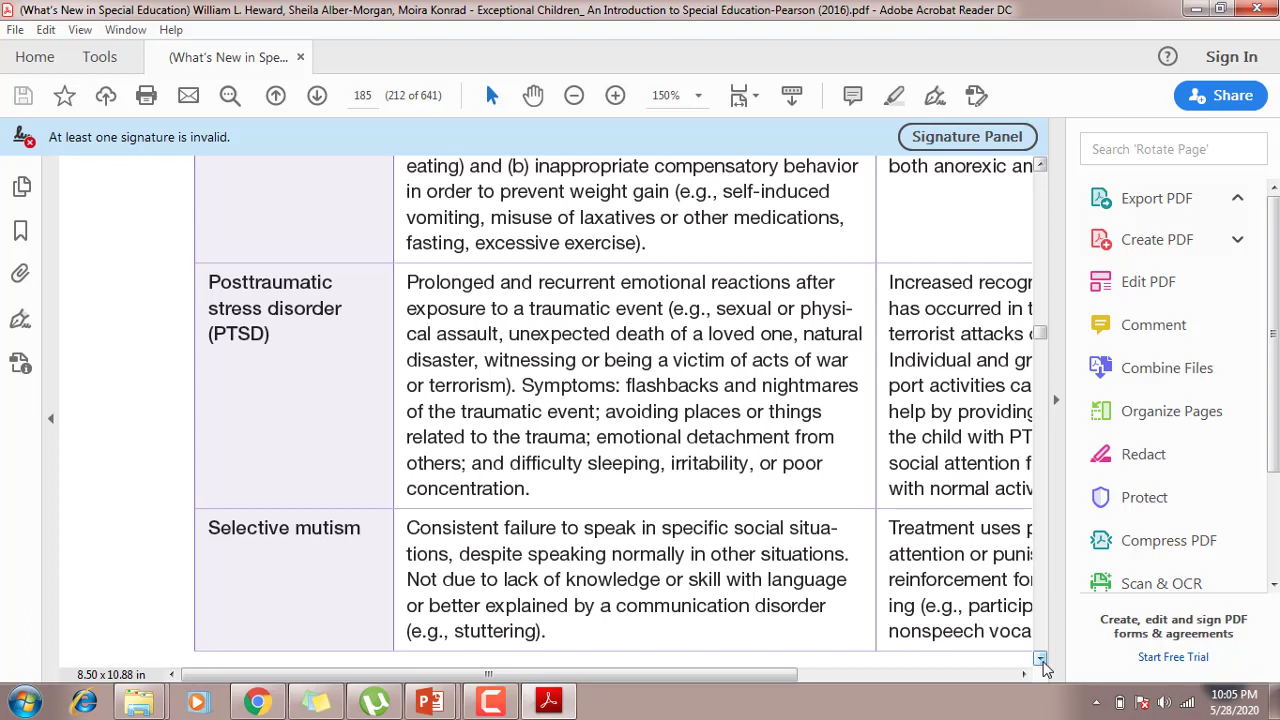 (What's New in Special Education) William L. Heward, Sheila Alber-Morgan, Moira Konrad - Exceptional Children_ An Introduction to Special Education-Pearson (2016).pdf - Adobe Acrobat Reader DC
File Edit View Window Help
Home Tools (What's New in Spe... × Sign In
185 (212 of 641) 150% Share
At least one signature is invalid. Signature Panel
Search 'Rotate Page'
Export PDF
Create PDF
Edit PDF
Comment
Combine Files
Organize Pages
Redact
Protect
Compress PDF
Scan & OCR
Create, edit and sign PDF
forms & agreements
Start Free Trial
eating) and (b) inappropriate compensatory behavior
in order to prevent weight gain (e.g., self-induced
vomiting, misuse of laxatives or other medications,
fasting, excessive exercise).
both anorexic an
Posttraumatic
stress disorder
(PTSD)
Prolonged and recurrent emotional reactions after
exposure to a traumatic event (e.g., sexual or physi-
cal assault, unexpected death of a loved one, natural
disaster, witnessing or being a victim of acts of war
or terrorism). Symptoms: flashbacks and nightmares
of the traumatic event; avoiding places or things
related to the trauma; emotional detachment from
others; and difficulty sleeping, irritability, or poor
concentration.
Increased recogn
has occurred in t
terrorist attacks
Individual and gr
port activities ca
help by providing
the child with PT
social attention f
with normal activ
Selective mutism
Consistent failure to speak in specific social situa-
tions, despite speaking normally in other situations.
Not due to lack of knowledge or skill with language
or better explained by a communication disorder
(e.g., stuttering).
Treatment uses p
attention or puni
reinforcement for
ing (e.g., particip
nonspeech voca
8.50 x 10.88 in
10:05 PM
5/28/2020